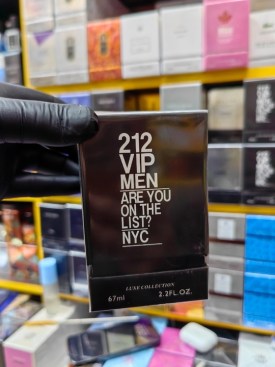 212
VIP
MEN
ARE YOU
ON THE
LIST?
NYC
LUXE COLLECTION
67ml 2.2FL.OZ.